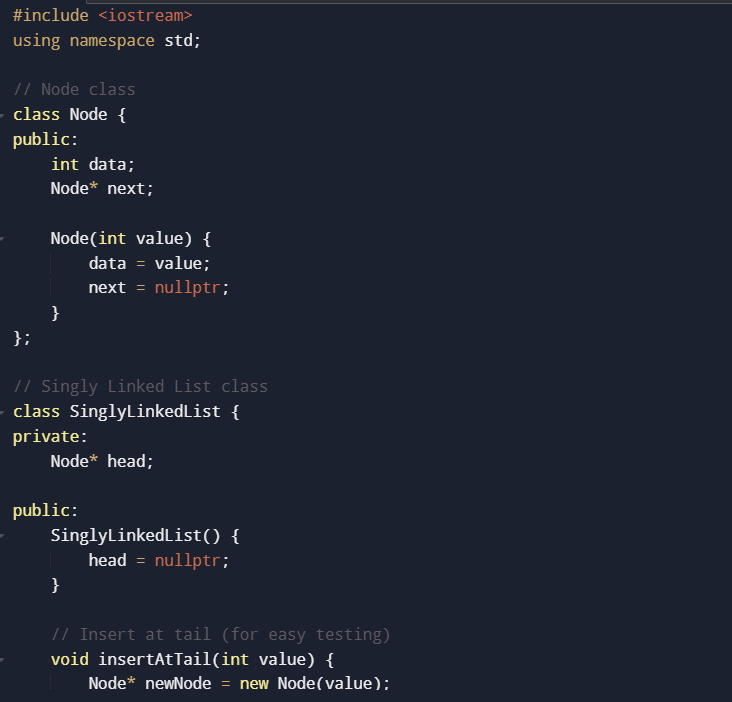 #include <iostream>
using namespace std;

// Node class
class Node {
public:
    int data;
    Node* next;

    Node(int value) {
        data = value;
        next = nullptr;
    }
};

// Singly Linked List class
class SinglyLinkedList {
private:
    Node* head;

public:
    SinglyLinkedList() {
        head = nullptr;
    }

    // Insert at tail (for easy testing)
    void insertAtTail(int value) {
        Node* newNode = new Node(value);